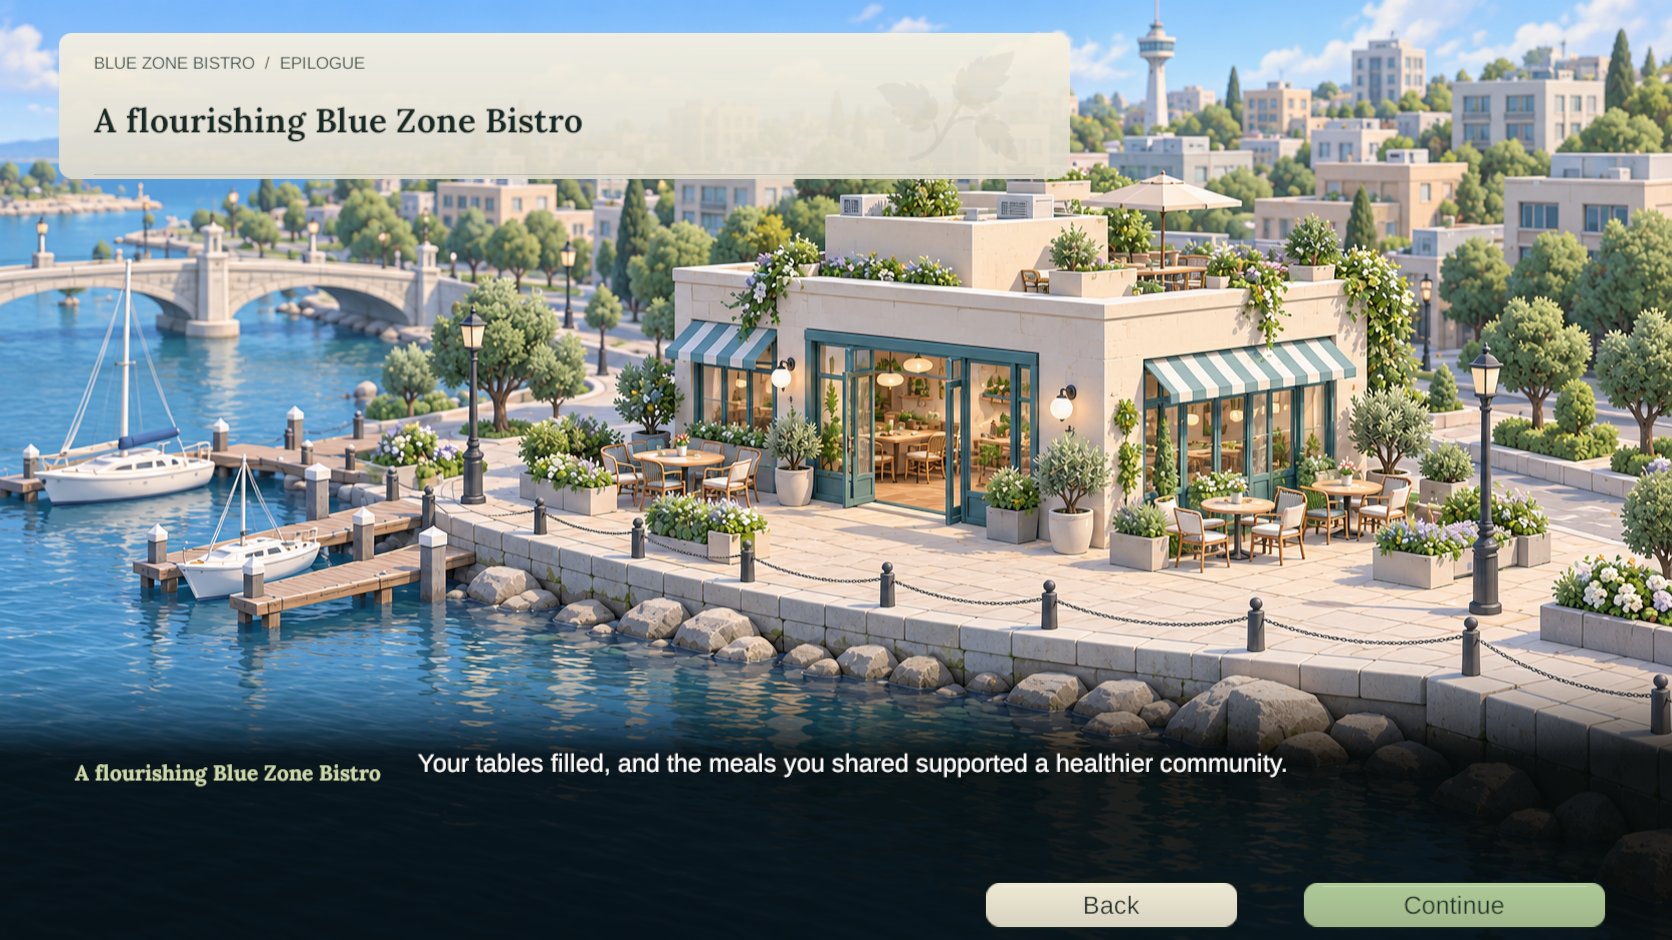 BLUE ZONE BISTRO / EPILOGUE
A flourishing Blue Zone Bistro
A flourishing Blue Zone Bistro
Your tables filled, and the meals you shared supported a healthier community.
Back
Continue